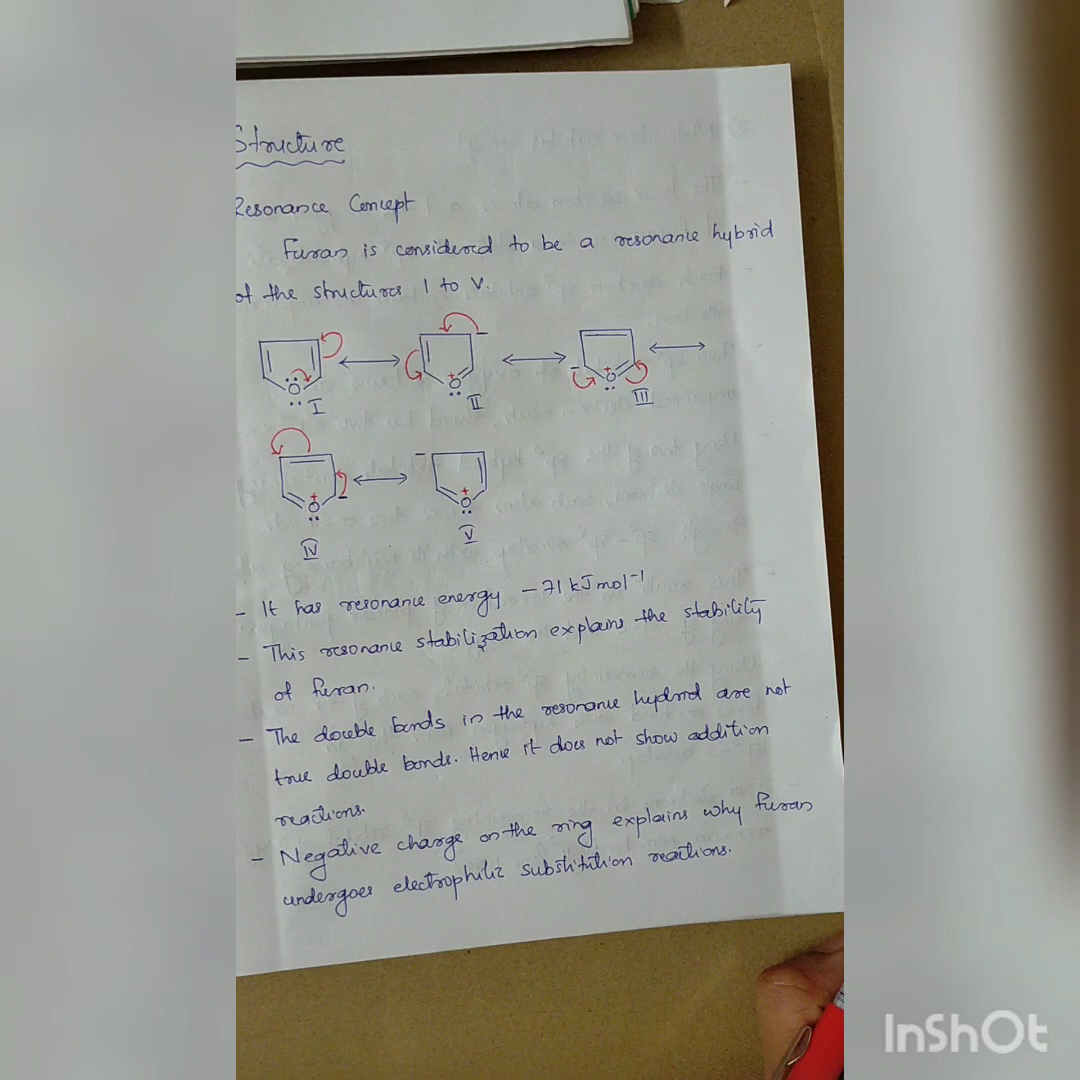 Structure
Resonance Concept
Furan is considered to be a resonance hybrid
of the structures I to V.
O I
- + O II
- + O III
+ O - IV
- + O V
- It has resonance energy - 71 kJ mol⁻¹
- This resonance stabilization explains the stability
of furan.
- The double bonds in the resonance hybrid are not
true double bonds. Hence it does not show addition
reactions.
- Negative charge on the ring explains why furan
undergoes electrophilic substitution reactions.
InShOt